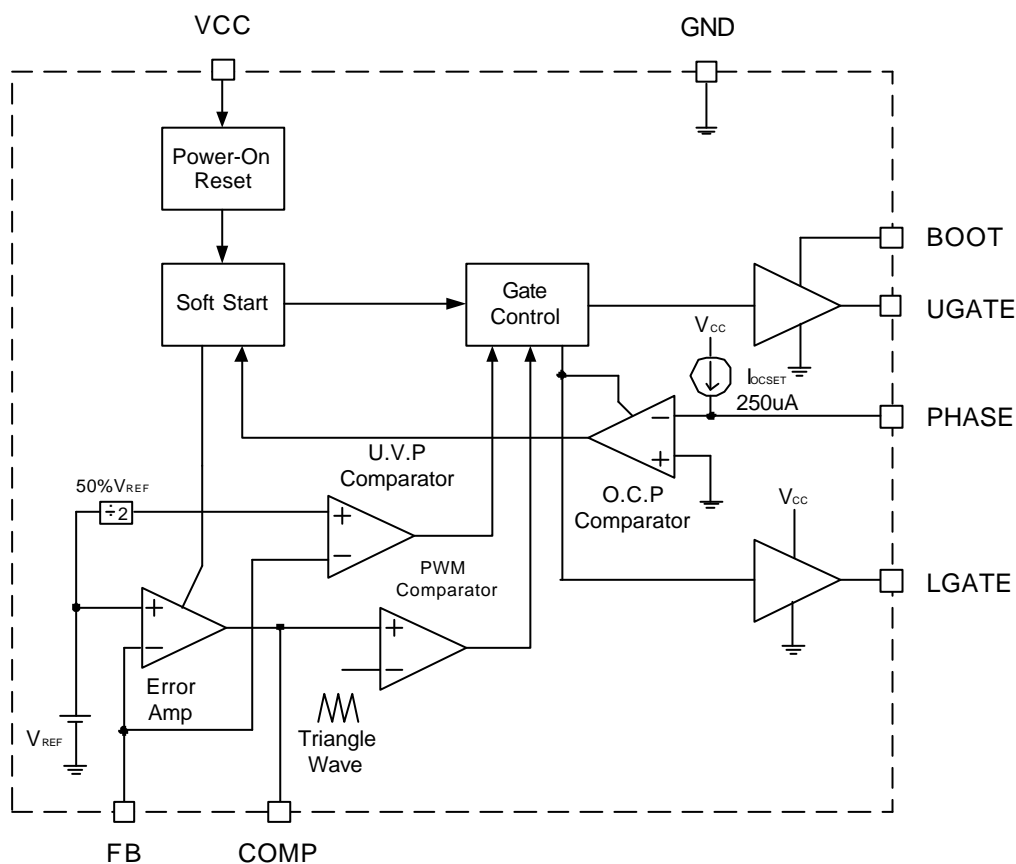 VCC
GND
Power-On
Reset
BOOT
Soft Start
Gate
Control
UGATE
VCC
IOCSET
250uA
PHASE
U.V.P
Comparator
O.C.P
Comparator
50%VREF
÷2
VCC
PWM
Comparator
LGATE
Error
Amp
VREF
Triangle
Wave
FB
COMP
+
−
+
−
+
−
−
+